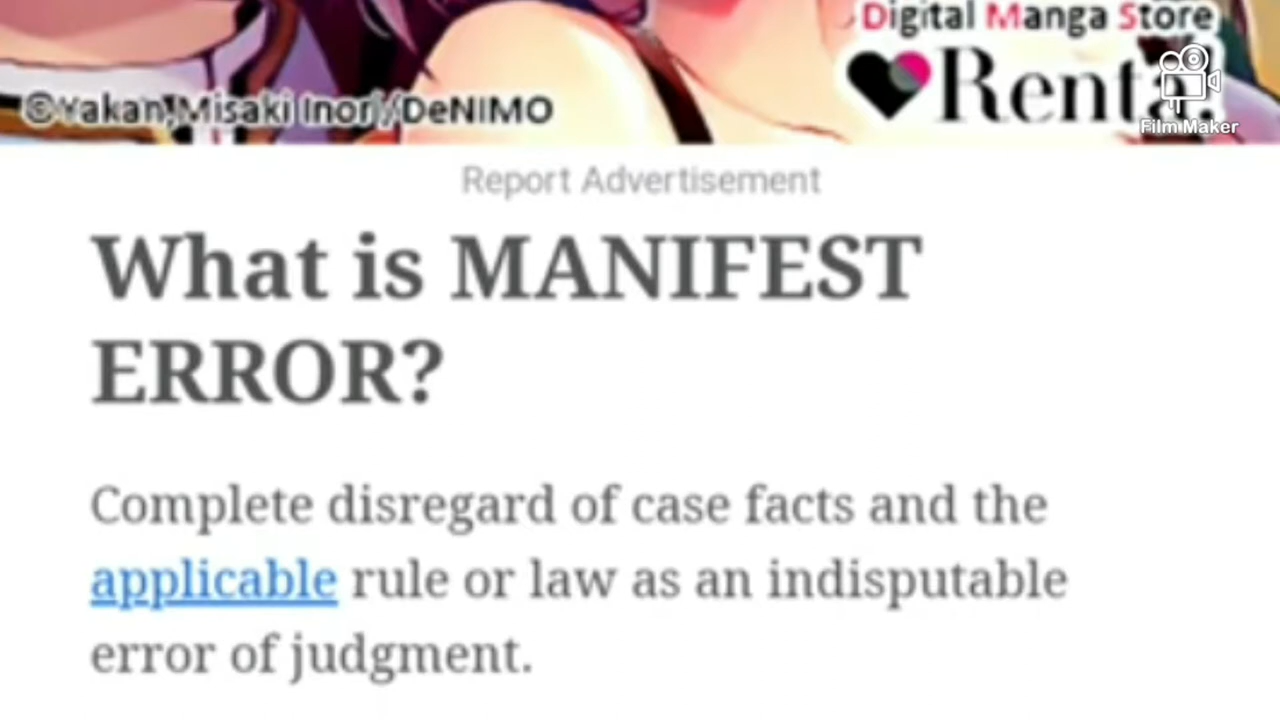 Digital Manga Store
Renta!
Film Maker
©Yakan,Misaki Inori/DeNIMO
Report Advertisement
What is MANIFEST
ERROR?
Complete disregard of case facts and the
applicable rule or law as an indisputable
error of judgment.